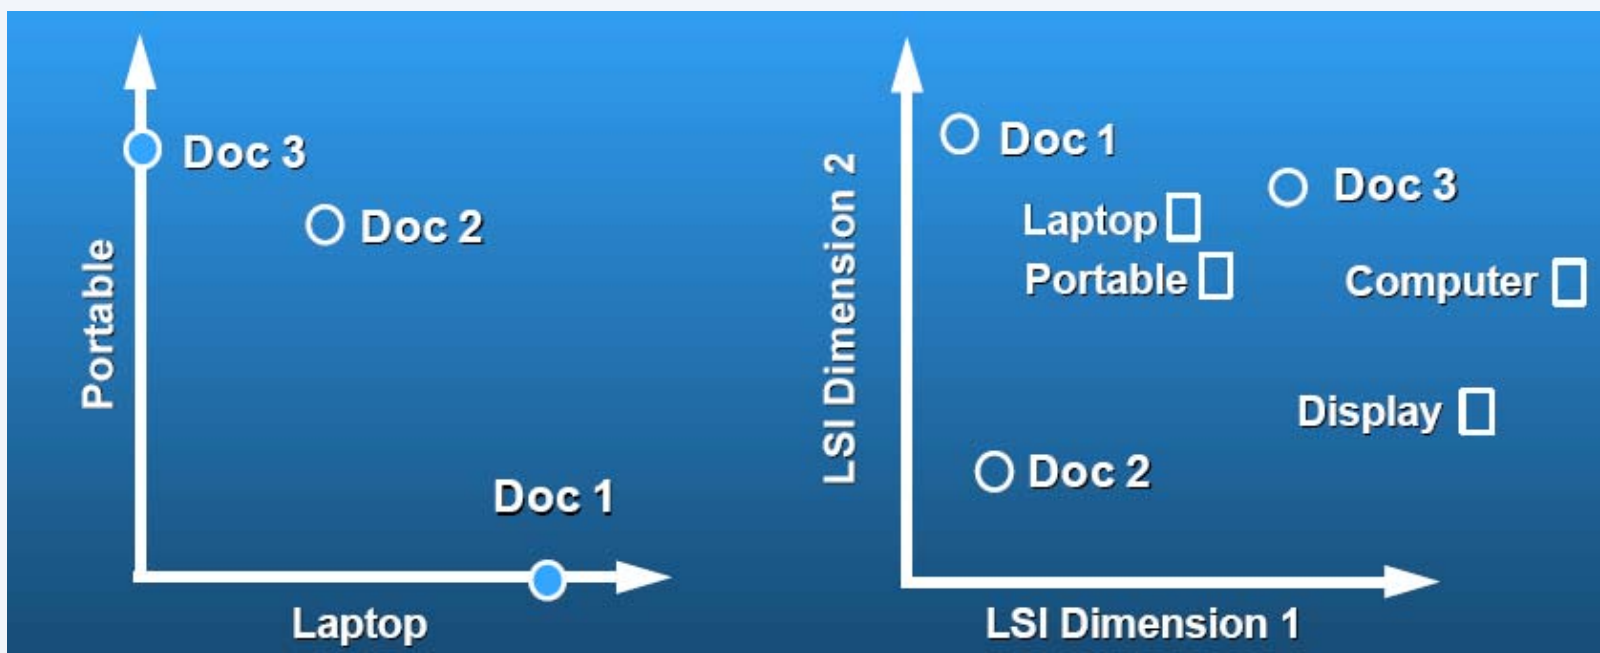 Doc 3
Doc 2
Portable
Doc 1
Laptop
Doc 1
Doc 3
Laptop
Portable
Computer
Display
Doc 2
LSI Dimension 2
LSI Dimension 1